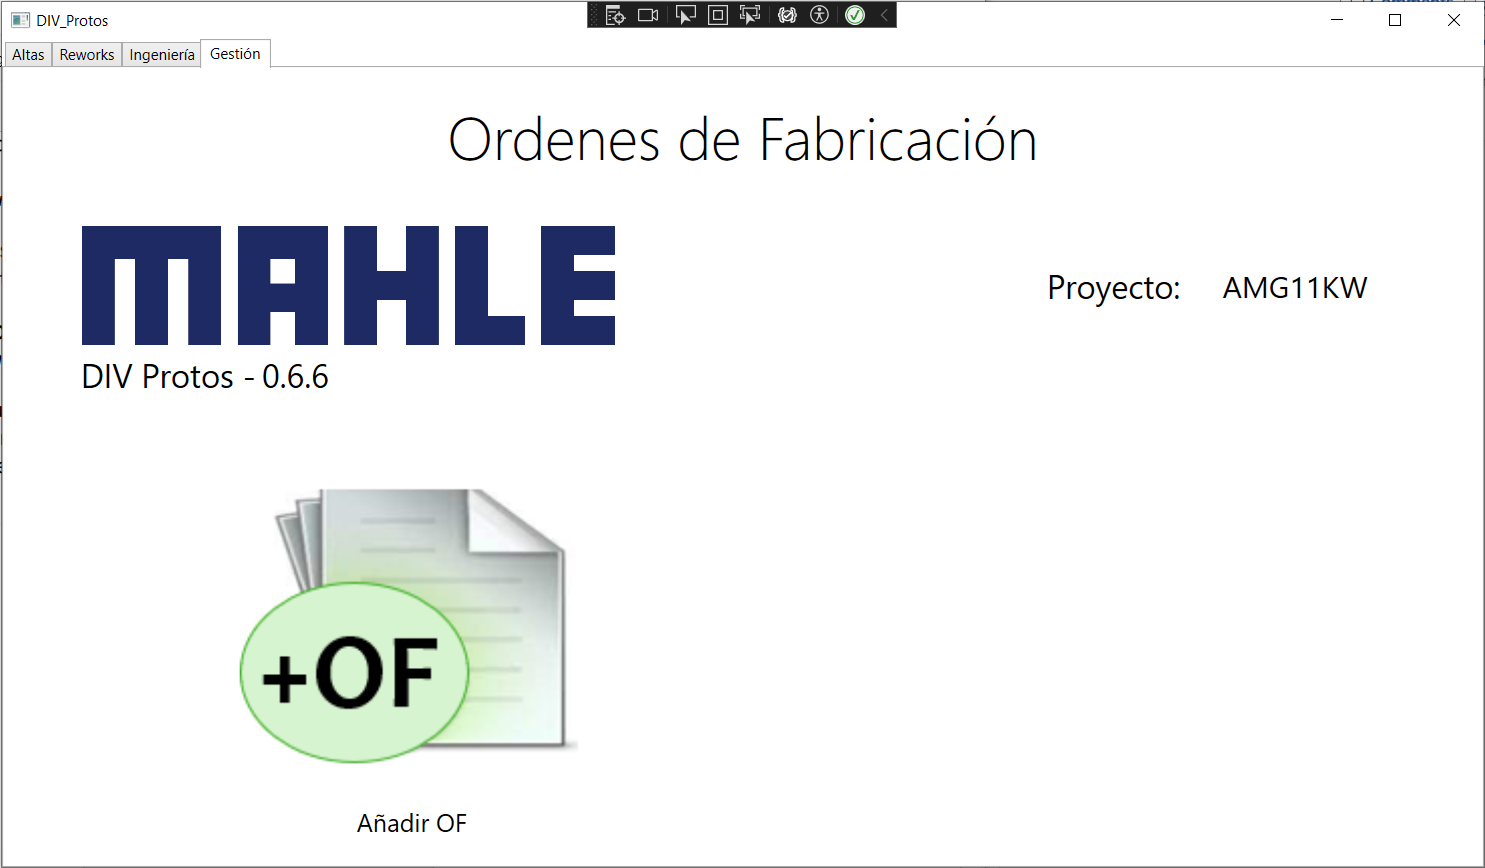 DIV_Protos
Altas Reworks Ingeniería Gestión
Ordenes de Fabricación
MAHLE
Proyecto: AMG11KW
DIV Protos - 0.6.6
+OF
Añadir OF